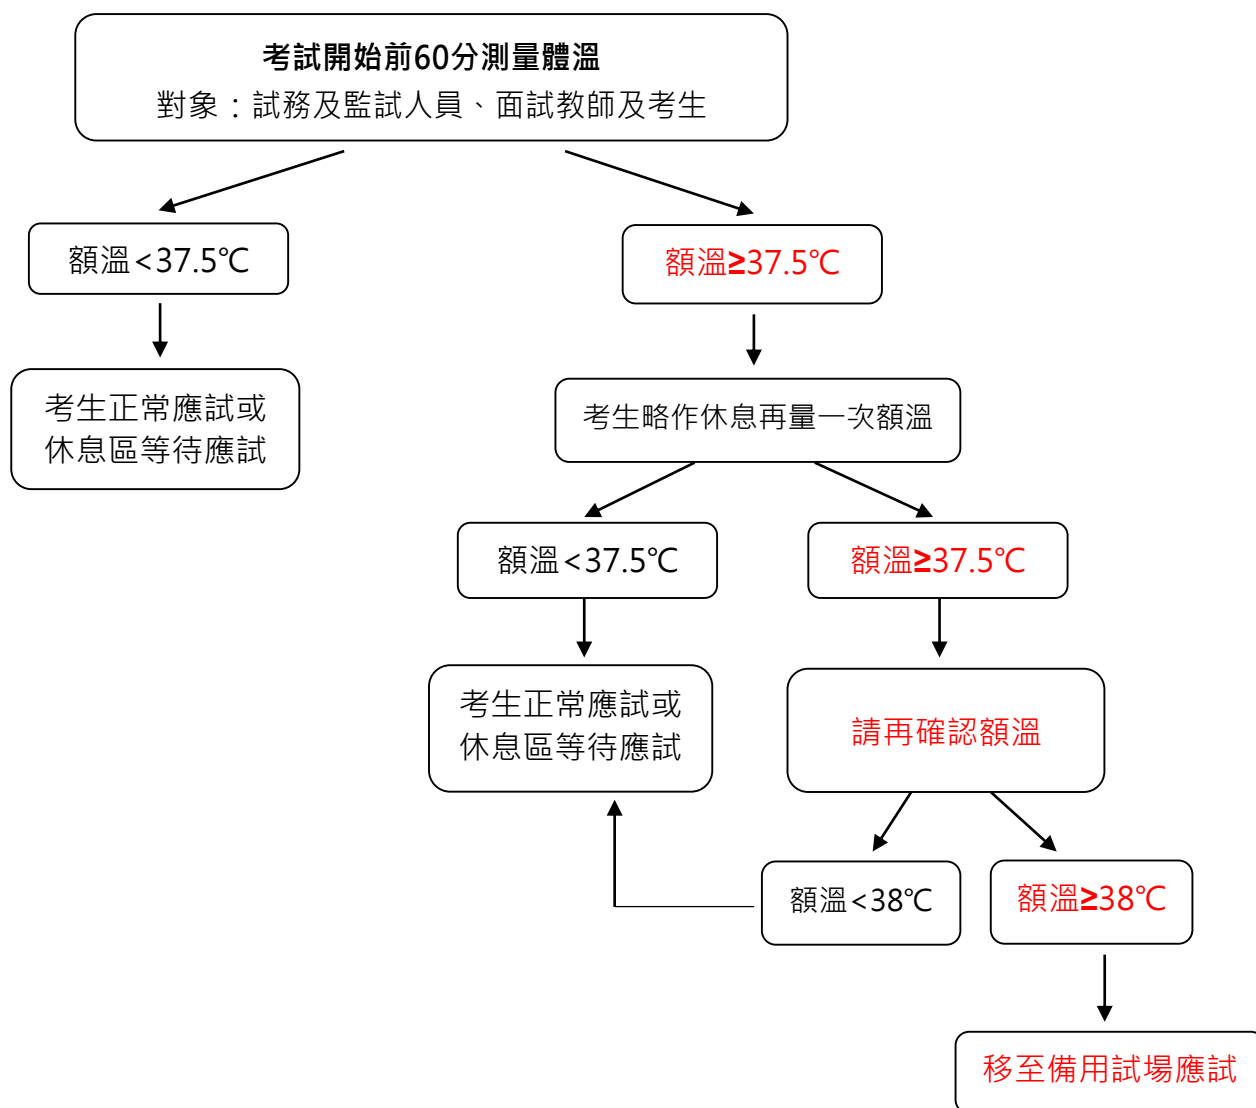 考試開始前60分測量體溫
對象：試務及監試人員、面試教師及考生
額溫<37.5℃
額溫≥37.5℃
考生正常應試或
休息區等待應試
考生略作休息再量一次額溫
額溫<37.5℃
額溫≥37.5℃
考生正常應試或
休息區等待應試
請再確認額溫
額溫<38℃
額溫≥38℃
移至備用試場應試